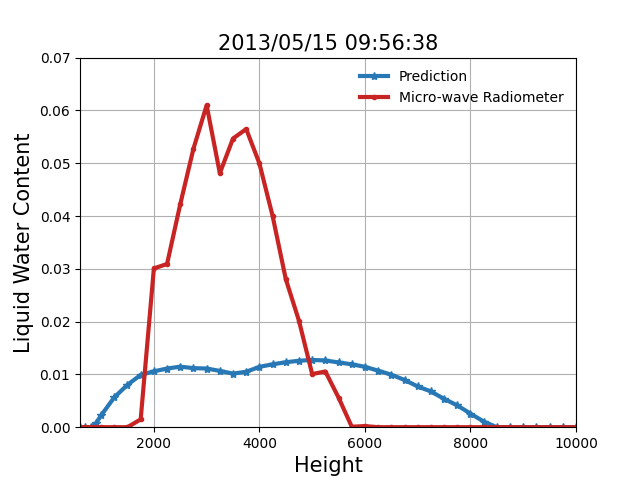 2013/05/15 09:56:38
Prediction
Micro-wave Radiometer
Liquid Water Content
0.07
0.06
0.05
0.04
0.03
0.02
0.01
0.00
2000 4000 6000 8000 10000
Height